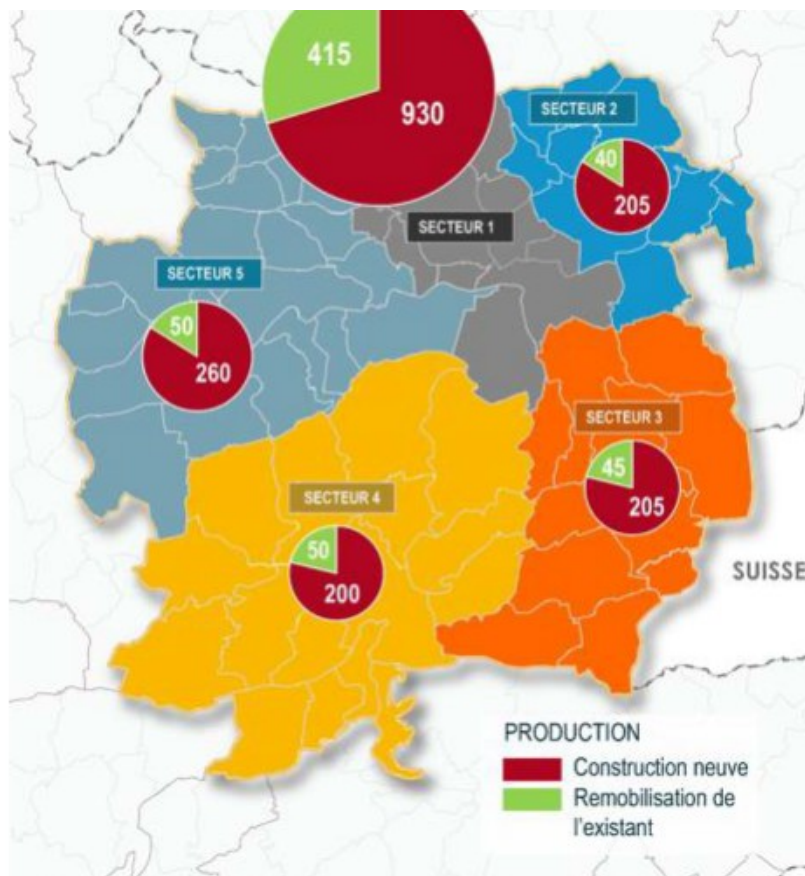 415
930
SECTEUR 2
40
205
SECTEUR 1
SECTEUR 5
50
260
SECTEUR 3
45
205
SECTEUR 4
50
200
SUISSE
PRODUCTION
Construction neuve
Remobilisation de
l'existant